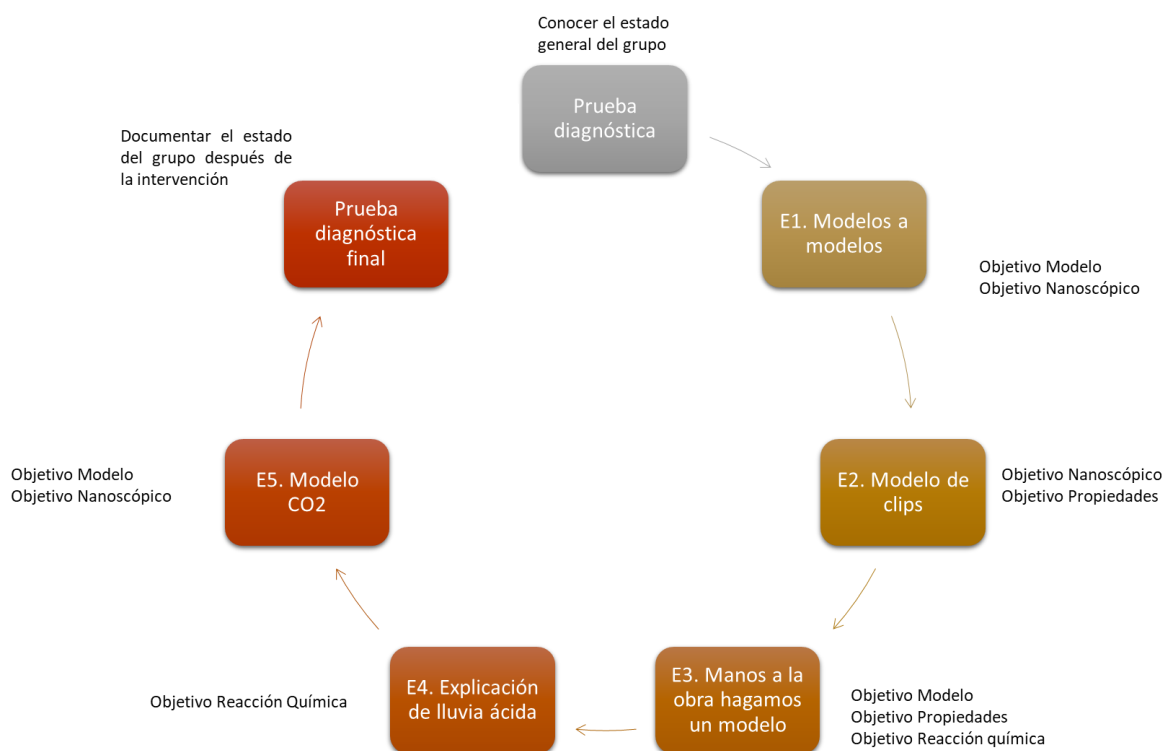 Conocer el estado
general del grupo
Prueba
diagnóstica
E1. Modelos a
modelos
Objetivo Modelo
Objetivo Nanoscópico
E2. Modelo de
clips
Objetivo Nanoscópico
Objetivo Propiedades
E3. Manos a la
obra hagamos
un modelo
Objetivo Modelo
Objetivo Propiedades
Objetivo Reacción química
E4. Explicación
de lluvia ácida
Objetivo Reacción Química
E5. Modelo
CO2
Objetivo Modelo
Objetivo Nanoscópico
Prueba
diagnóstica
final
Documentar el estado
del grupo después de
la intervención